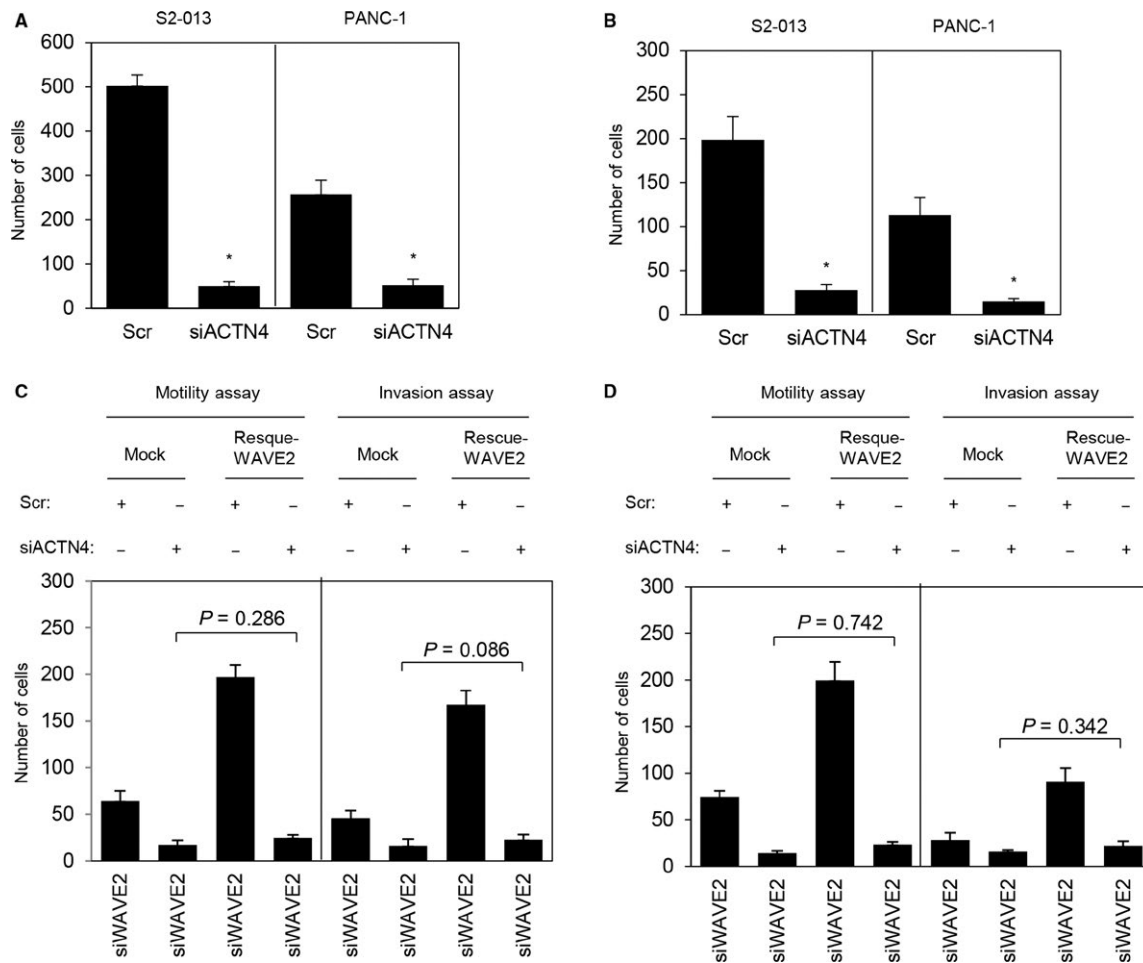 A
S2-013 PANC-1
Number of cells
600
500
400
300
200
100
0
* *
Scr siACTN4 Scr siACTN4
B
S2-013 PANC-1
Number of cells
300
250
200
150
100
50
0
* *
Scr siACTN4 Scr siACTN4
C
Motility assay Invasion assay
Mock Resque-WAVE2 Mock Rescue-WAVE2
Scr: + – + – + – + –
siACTN4: – + – + – + – +
Number of cells
300
250
200
150
100
50
0
P = 0.286
P = 0.086
siWAVE2 siWAVE2 siWAVE2 siWAVE2 siWAVE2 siWAVE2 siWAVE2 siWAVE2
D
Motility assay Invasion assay
Mock Rescue-WAVE2 Mock Rescue-WAVE2
Scr: + – + – + – + –
siACTN4: – + – + – + – +
Number of cells
300
250
200
150
100
50
0
P = 0.742
P = 0.342
siWAVE2 siWAVE2 siWAVE2 siWAVE2 siWAVE2 siWAVE2 siWAVE2 siWAVE2